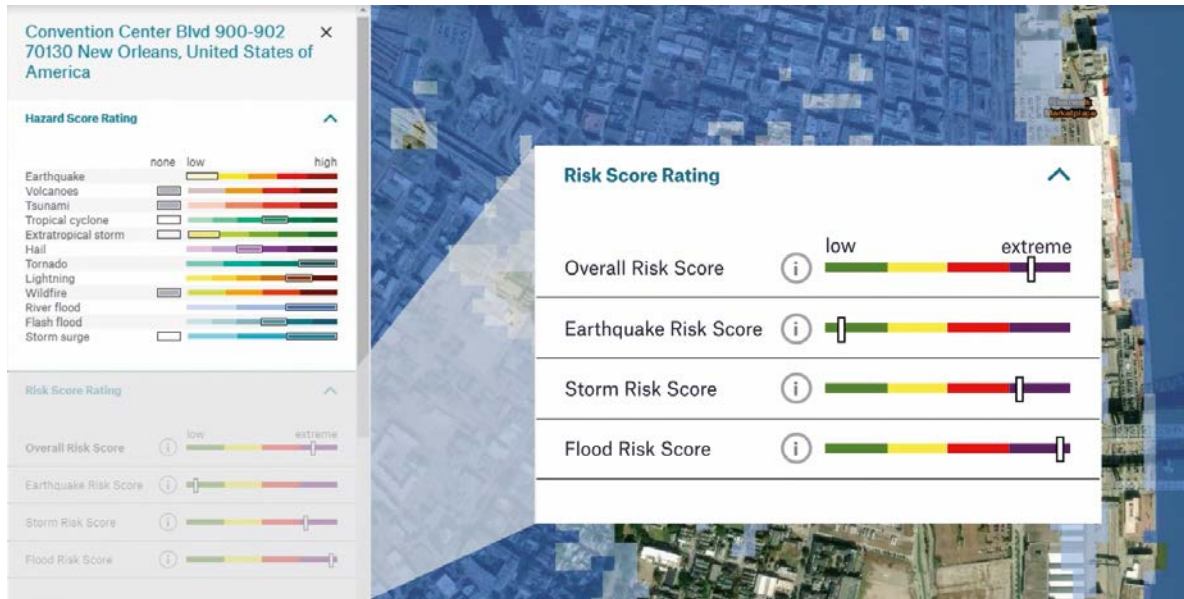 Convention Center Blvd 900-902
70130 New Orleans, United States of
America
Hazard Score Rating
none low high
Earthquake
Volcanoes
Tsunami
Tropical cyclone
Extratropical storm
Hail
Tornado
Lightning
Wildfire
River flood
Flash flood
Storm surge
Risk Score Rating
low extreme
Overall Risk Score
Earthquake Risk Score
Storm Risk Score
Flood Risk Score
Risk Score Rating
low extreme
Overall Risk Score
Earthquake Risk Score
Storm Risk Score
Flood Risk Score